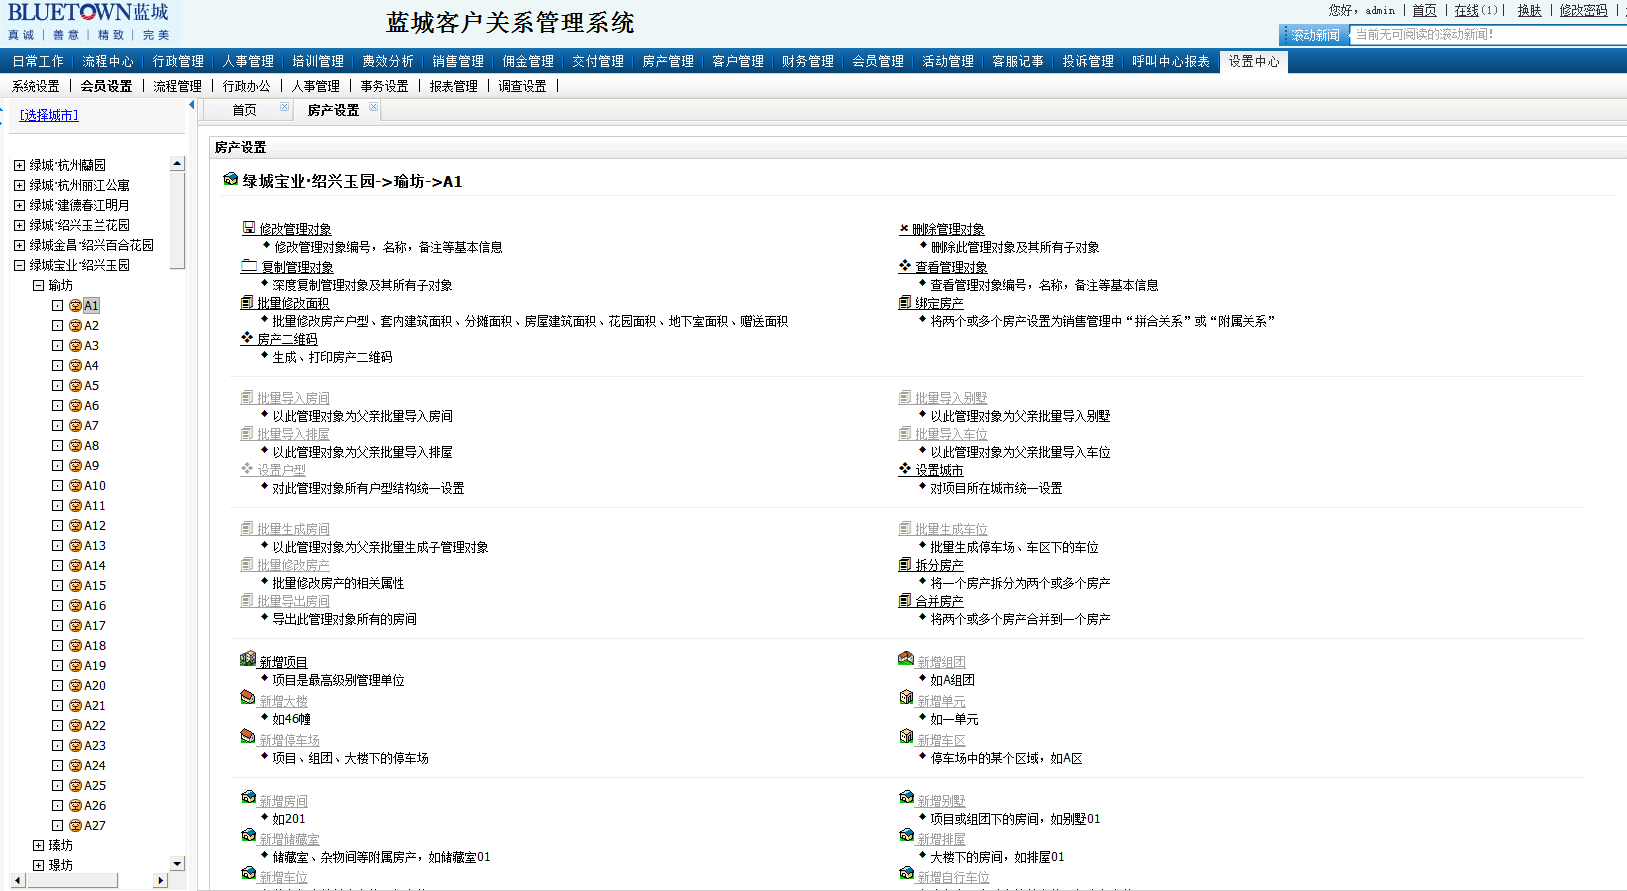 BLUETOWN蓝城
真诚 | 善意 | 精致 | 完美
蓝城客户关系管理系统
您好，admin | 首页 | 在线(1) | 换肤 | 修改密码 |
滚动新闻 当前无可阅读的滚动新闻!
日常工作 流程中心 行政管理 人事管理 培训管理 费效分析 销售管理 佣金管理 交付管理 房产管理 客户管理 财务管理 会员管理 活动管理 客服记事 投诉管理 呼叫中心报表 设置中心
系统设置 | 会员设置 | 流程管理 | 行政办公 | 人事管理 | 事务设置 | 报表管理 | 调查设置 |
[选择城市]
首页 房产设置
绿城·杭州蘭园
绿城·杭州丽江公寓
绿城·建德春江明月
绿城·绍兴玉兰花园
绿城金昌·绍兴百合花园
绿城宝业·绍兴玉园
瑜坊
A1
A2
A3
A4
A5
A6
A7
A8
A9
A10
A11
A12
A13
A14
A15
A16
A17
A18
A19
A20
A21
A22
A23
A24
A25
A26
A27
瑧坊
璟坊
房产设置
绿城宝业·绍兴玉园->瑜坊->A1
修改管理对象 删除管理对象
修改管理对象编号，名称，备注等基本信息 删除此管理对象及其所有子对象
复制管理对象 查看管理对象
深度复制管理对象及其所有子对象 查看管理对象编号，名称，备注等基本信息
批量修改面积 绑定房产
批量修改房产户型、套内建筑面积、分摊面积、房屋建筑面积、花园面积、地下室面积、赠送面积 将两个或多个房产设置为销售管理中“拼合关系”或“附属关系”
房产二维码
生成、打印房产二维码
批量导入房间 批量导入别墅
以此管理对象为父亲批量导入房间 以此管理对象为父亲批量导入别墅
批量导入排屋 批量导入车位
以此管理对象为父亲批量导入排屋 以此管理对象为父亲批量导入车位
设置户型 设置城市
对此管理对象所有户型结构统一设置 对项目所在城市统一设置
批量生成房间 批量生成车位
以此管理对象为父亲批量生成子管理对象 批量生成停车场、车区下的车位
批量修改房产 拆分房产
批量修改房产的相关属性 将一个房产拆分为两个或多个房产
批量导出房间 合并房产
导出此管理对象所有的房间 将两个或多个房产合并到一个房产
新增项目 新增组团
项目是最高级别管理单位 如A组团
新增大楼 新增单元
如46幢 如一单元
新增停车场 新增车区
项目、组团、大楼下的停车场 停车场中的某个区域，如A区
新增房间 新增别墅
如201 项目或组团下的房间，如别墅01
新增储藏室 新增排屋
储藏室、杂物间等附属房产，如储藏室01 大楼下的房间，如排屋01
新增车位 新增自行车位